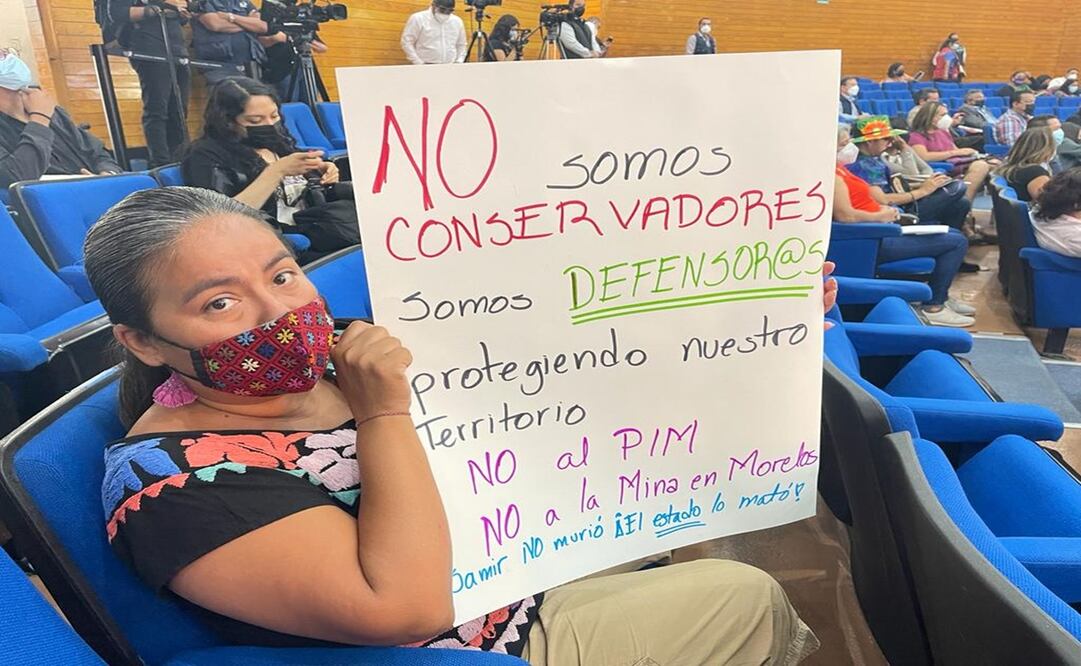 NO somos
CONSERVADORES
Somos DEFENSOR@S
protegiendo nuestro
Territorio
NO al PIM
NO a la Mina en Morelos
Samir NO murió ¡El estado lo mató!